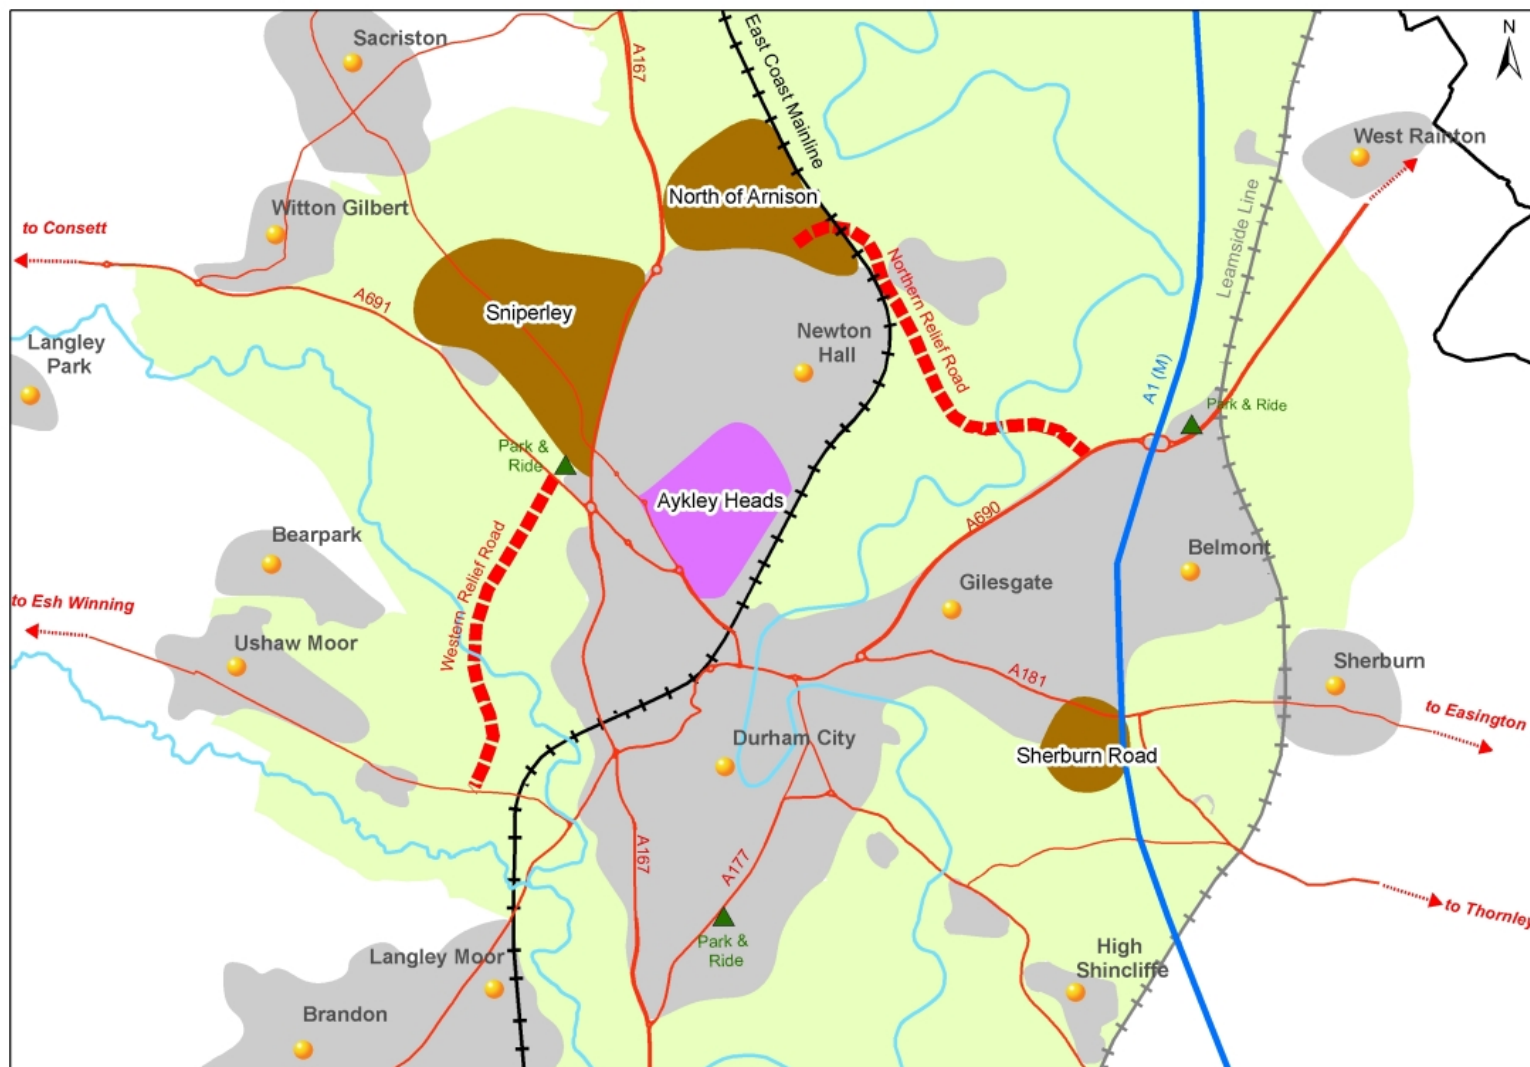 Sacriston
A167
East Coast Mainline
N
West Rainton
North of Arnison
Witton Gilbert
to Consett
A691
Sniperley
Northern Relief Road
Leamside Line
Newton
Hall
Langley
Park
A1 (M)
Park & Ride
Park &
Ride
Aykley Heads
A690
Bearpark
Belmont
Gilesgate
to Esh Winning
Western Relief Road
Ushaw Moor
Sherburn
A181
to Easington
Durham City
Sherburn Road
A167
A177
to Thornley
Park &
Ride
Langley Moor
High
Shincliffe
Brandon